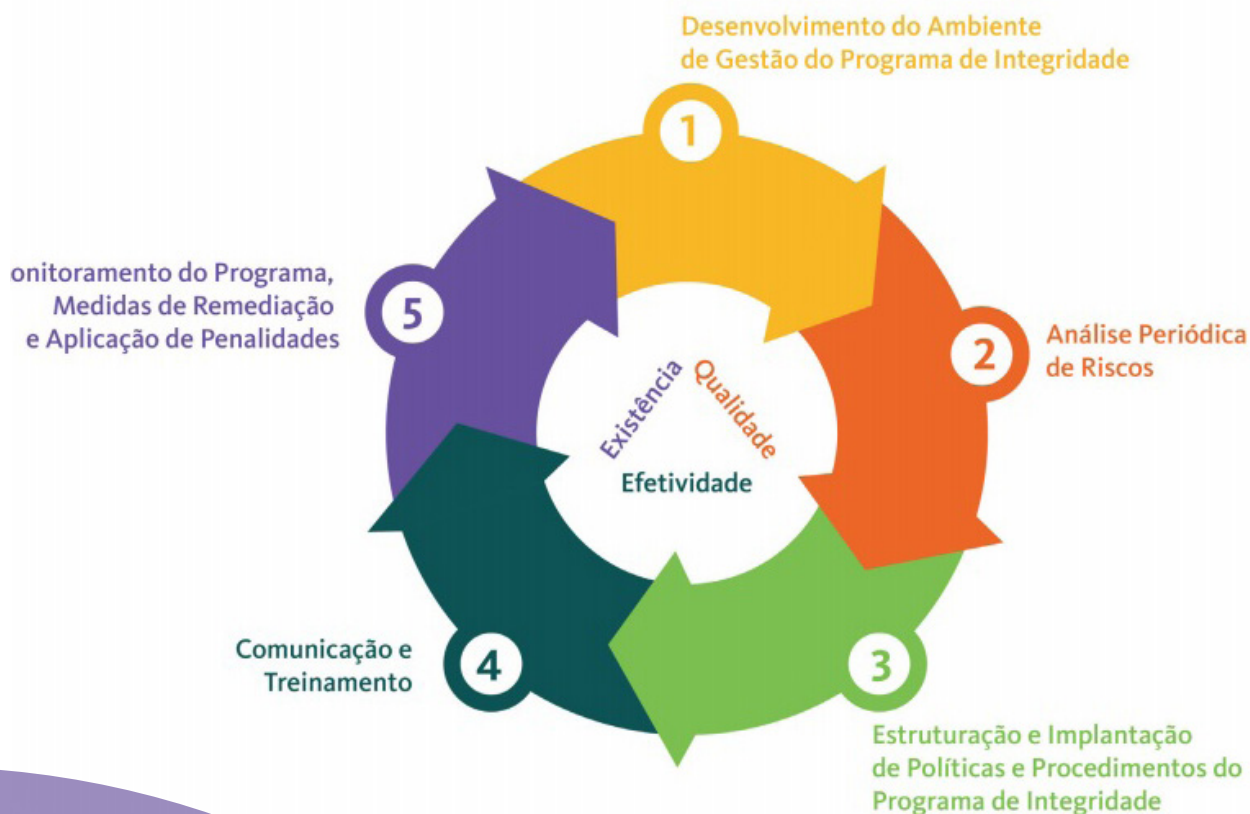 Desenvolvimento do Ambiente
de Gestão do Programa de Integridade
1
2
Análise Periódica
de Riscos
3
Estruturação e Implantação
de Políticas e Procedimentos do
Programa de Integridade
4
Comunicação e
Treinamento
5
onitoramento do Programa,
Medidas de Remediação
e Aplicação de Penalidades
Existência
Qualidade
Efetividade